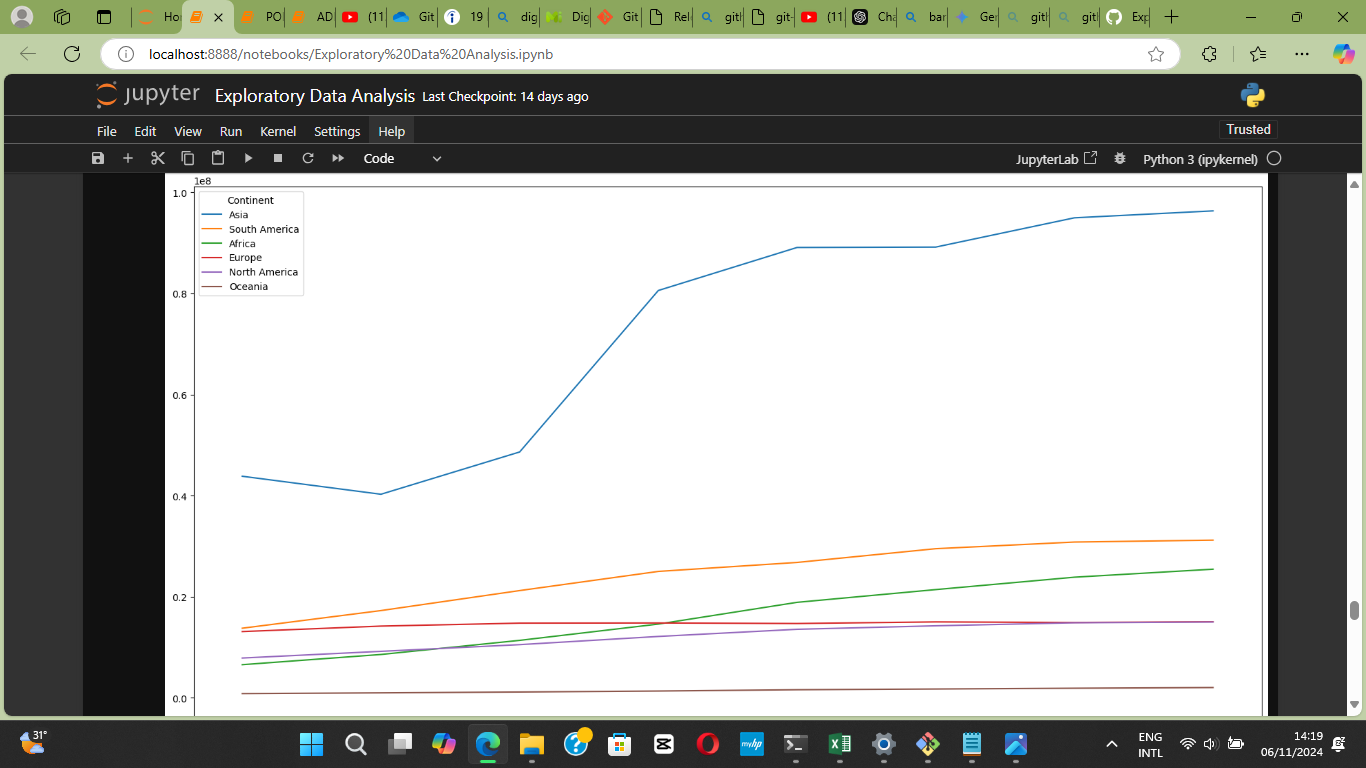 Ho
PO
AD
(11
Git
19
dig
Dig
Git
Rel
gitl
git-
(11
Cha
bar
Ger
gitl
gitl
Exp
localhost:8888/notebooks/Exploratory%20Data%20Analysis.ipynb
jupyter Exploratory Data Analysis Last Checkpoint: 14 days ago
File Edit View Run Kernel Settings Help
Trusted
Code
JupyterLab
Python 3 (ipykernel)
1e8
1.0
0.8
0.6
0.4
0.2
0.0
Continent
Asia
South America
Africa
Europe
North America
Oceania
31°
myhp
ENG
INTL
14:19
06/11/2024